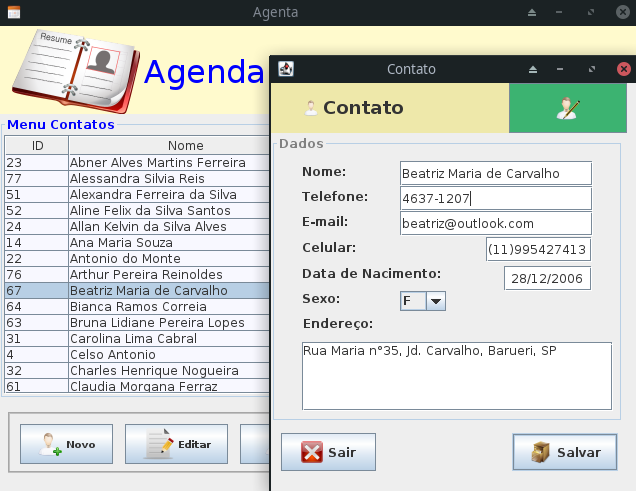 Agenta
Resume
Agenda
Menu Contatos
ID Nome
23 Abner Alves Martins Ferreira
77 Alessandra Silvia Reis
51 Alexandra Ferreira da Silva
52 Aline Felix da Silva Santos
24 Allan Kelvin da Silva Alves
14 Ana Maria Souza
22 Antonio do Monte
76 Arthur Pereira Reinoldes
67 Beatriz Maria de Carvalho
64 Bianca Ramos Correia
63 Bruna Lidiane Pereira Lopes
31 Carolina Lima Cabral
4 Celso Antonio
32 Charles Henrique Nogueira
61 Claudia Morgana Ferraz
Novo
Editar
Contato
Contato
Dados
Nome: Beatriz Maria de Carvalho
Telefone: 4637-1207
E-mail: beatriz@outlook.com
Celular: (11)995427413
Data de Nacimento: 28/12/2006
Sexo: F
Endereço:
Rua Maria n°35, Jd. Carvalho, Barueri, SP
Sair
Salvar